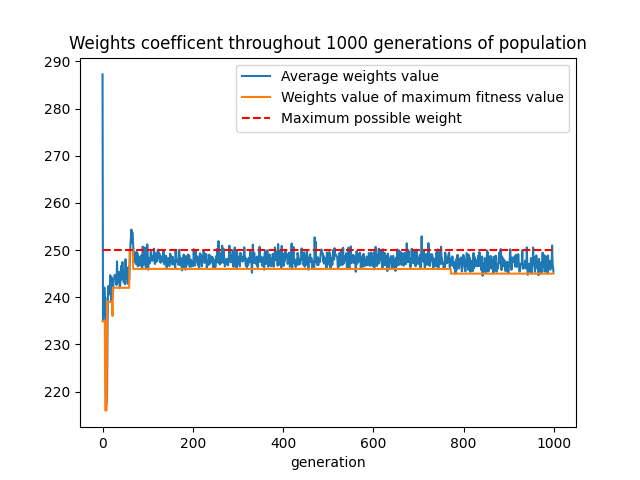 Weights coefficent throughout 1000 generations of population
290
280
270
260
250
240
230
220
Average weights value
Weights value of maximum fitness value
Maximum possible weight
0 200 400 600 800 1000
generation